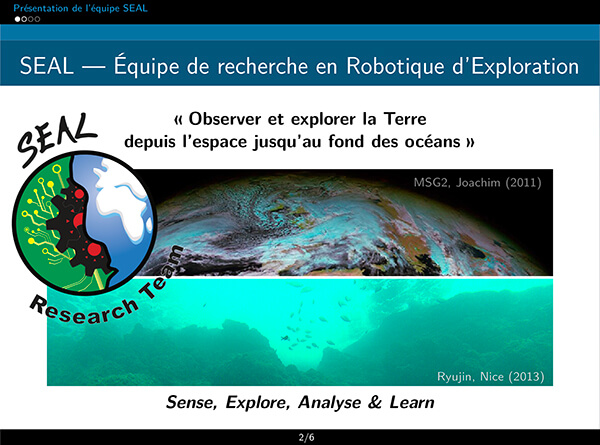 Présentation de l'équipe SEAL
SEAL — Équipe de recherche en Robotique d'Exploration
« Observer et explorer la Terre
depuis l'espace jusqu'au fond des océans »
SEAL
Research Team
MSG2, Joachim (2011)
Ryujin, Nice (2013)
Sense, Explore, Analyse & Learn
2/6